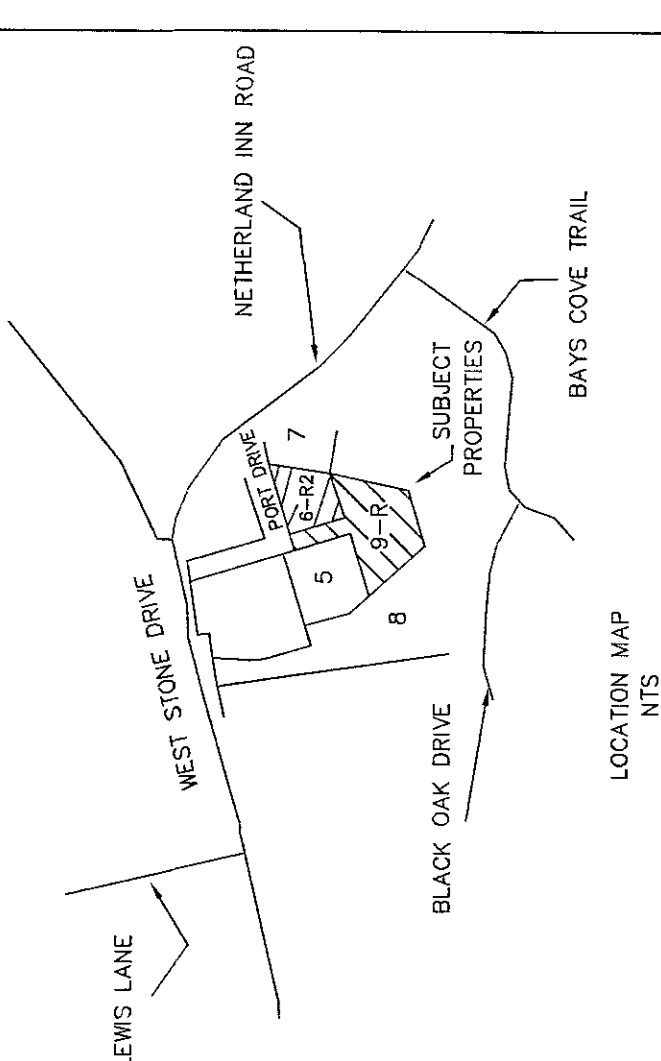 NETHERLAND INN ROAD
WEST STONE DRIVE
PORT DRIVE
7
6-R2
5
9-R
8
SUBJECT
PROPERTIES
BAYS COVE TRAIL
BLACK OAK DRIVE
LEWIS LANE
LOCATION MAP
NTS